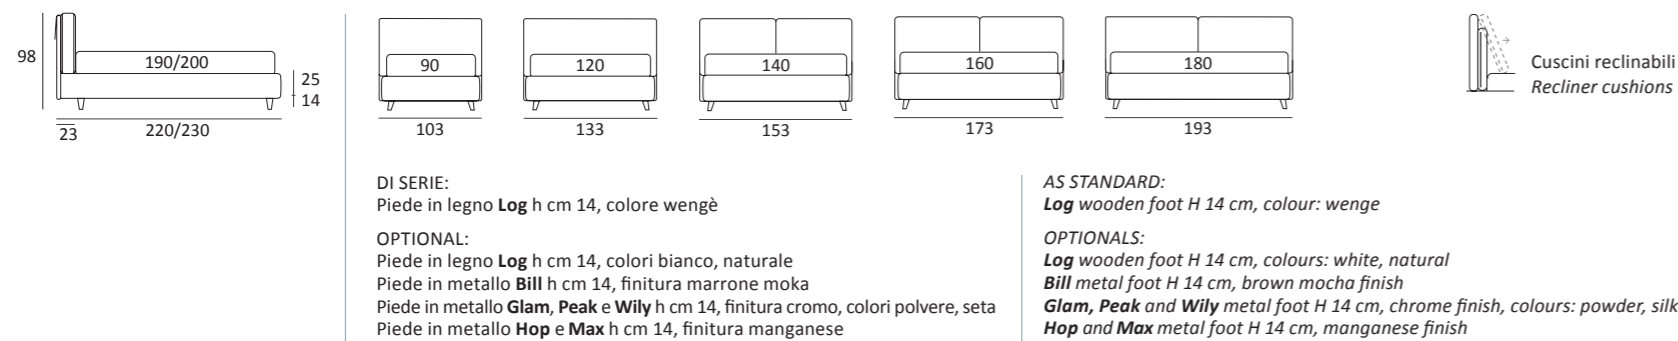 98
190/200
25
14
23
220/230
90
103
120
133
140
153
160
173
180
193
Cuscini reclinabili
Recliner cushions
DI SERIE:
Piede in legno Log h cm 14, colore wengè
OPTIONAL:
Piede in legno Log h cm 14, colori bianco, naturale
Piede in metallo Bill h cm 14, finitura marrone moka
Piede in metallo Glam, Peak e Wily h cm 14, finitura cromo, colori polvere, seta
Piede in metallo Hop e Max h cm 14, finitura manganese
AS STANDARD:
Log wooden foot H 14 cm, colour: wenge
OPTIONALS:
Log wooden foot H 14 cm, colours: white, natural
Bill metal foot H 14 cm, brown mocha finish
Glam, Peak and Wily metal foot H 14 cm, chrome finish, colours: powder, silk
Hop and Max metal foot H 14 cm, manganese finish